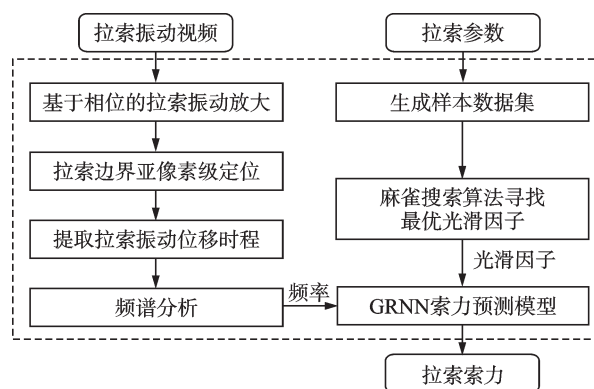 拉索振动视频
拉索参数
基于相位的拉索振动放大
生成样本数据集
拉索边界亚像素级定位
麻雀搜索算法寻找
最优光滑因子
提取拉索振动位移时程
光滑因子
频谱分析
频率
GRNN索力预测模型
拉索索力